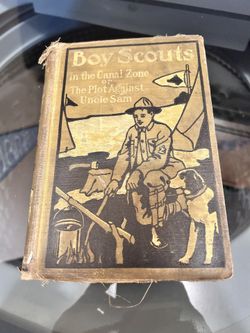 Boy Scouts
In the Canal Zone
or
The Plot Against
Uncle Sam